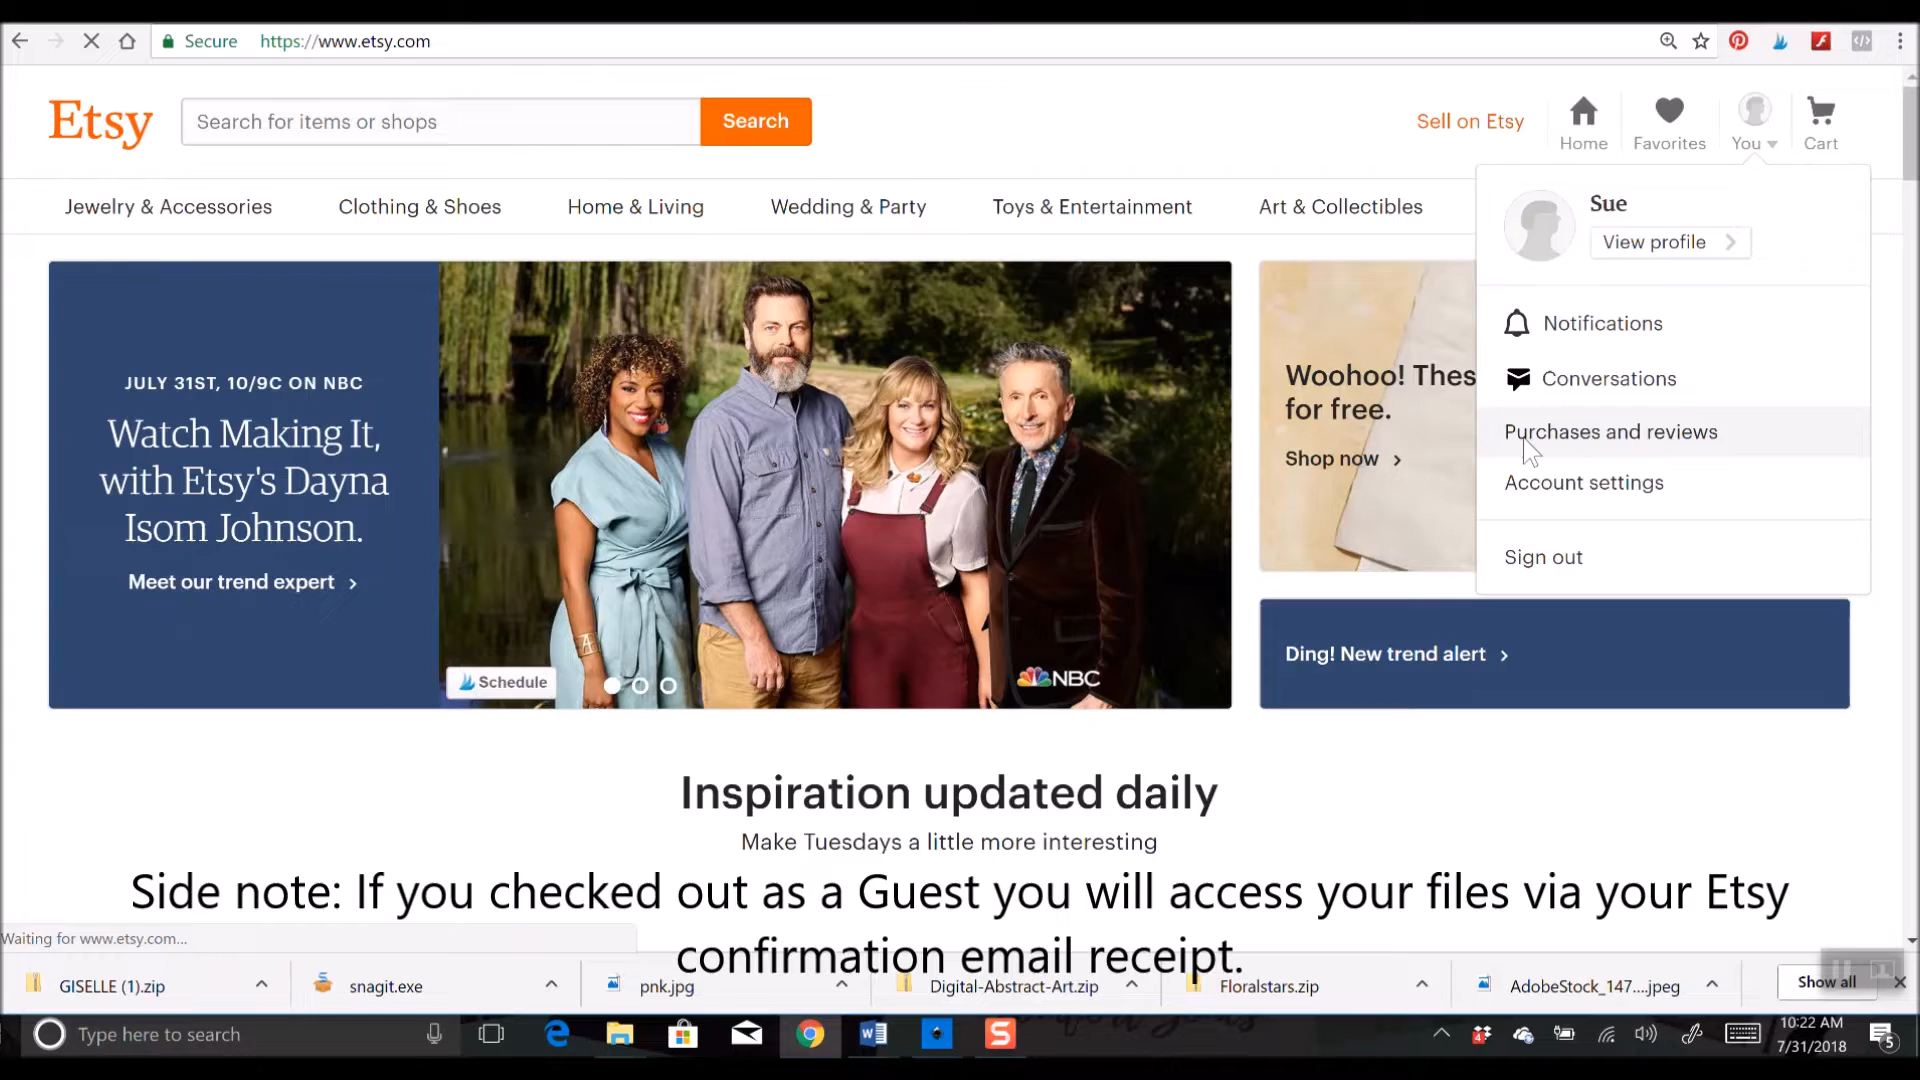 Secure https://www.etsy.com
Etsy
Search for items or shops
Search
Sell on Etsy
Home
Favorites
You
Cart
Jewelry & Accessories
Clothing & Shoes
Home & Living
Wedding & Party
Toys & Entertainment
Art & Collectibles
Sue
View profile
Notifications
Conversations
Purchases and reviews
Account settings
Sign out
JULY 31ST, 10/9C ON NBC
Watch Making It,
with Etsy's Dayna
Isom Johnson.
Meet our trend expert
Schedule
NBC
Woohoo! Thes
for free.
Shop now
Ding! New trend alert
Inspiration updated daily
Make Tuesdays a little more interesting
Side note: If you checked out as a Guest you will access your files via your Etsy
confirmation email receipt.
Waiting for www.etsy.com...
GISELLE (1).zip
snagit.exe
pnk.jpg
Digital-Abstract-Art.zip
Floralstars.zip
AdobeStock_147....jpeg
Show all
Type here to search
10:22 AM
7/31/2018
5